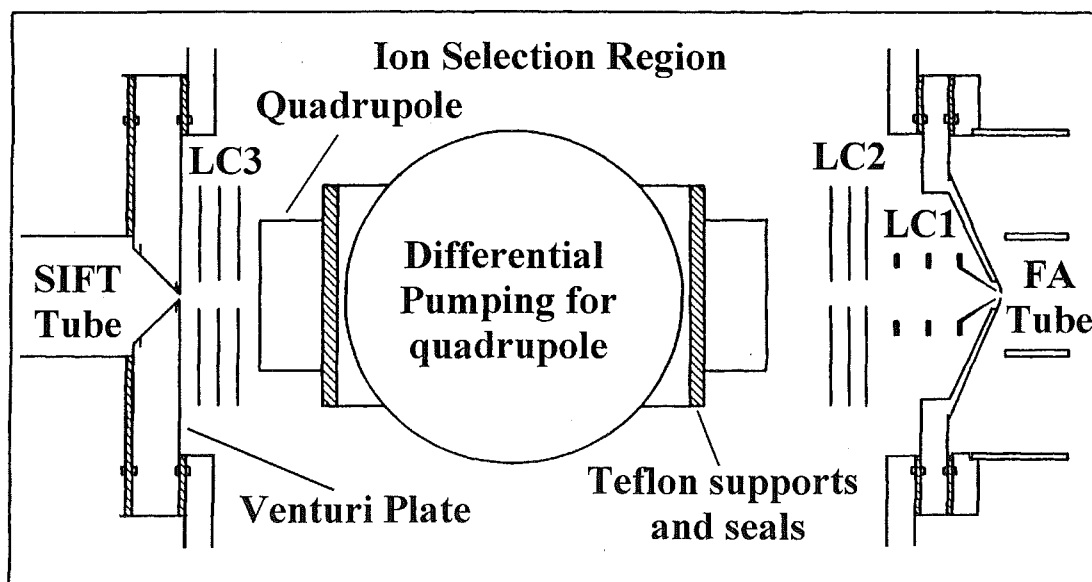 Ion Selection Region
Quadrupole
LC3
LC2
LC1
SIFT
Tube
Differential
Pumping for
quadrupole
FA
Tube
Venturi Plate
Teflon supports
and seals